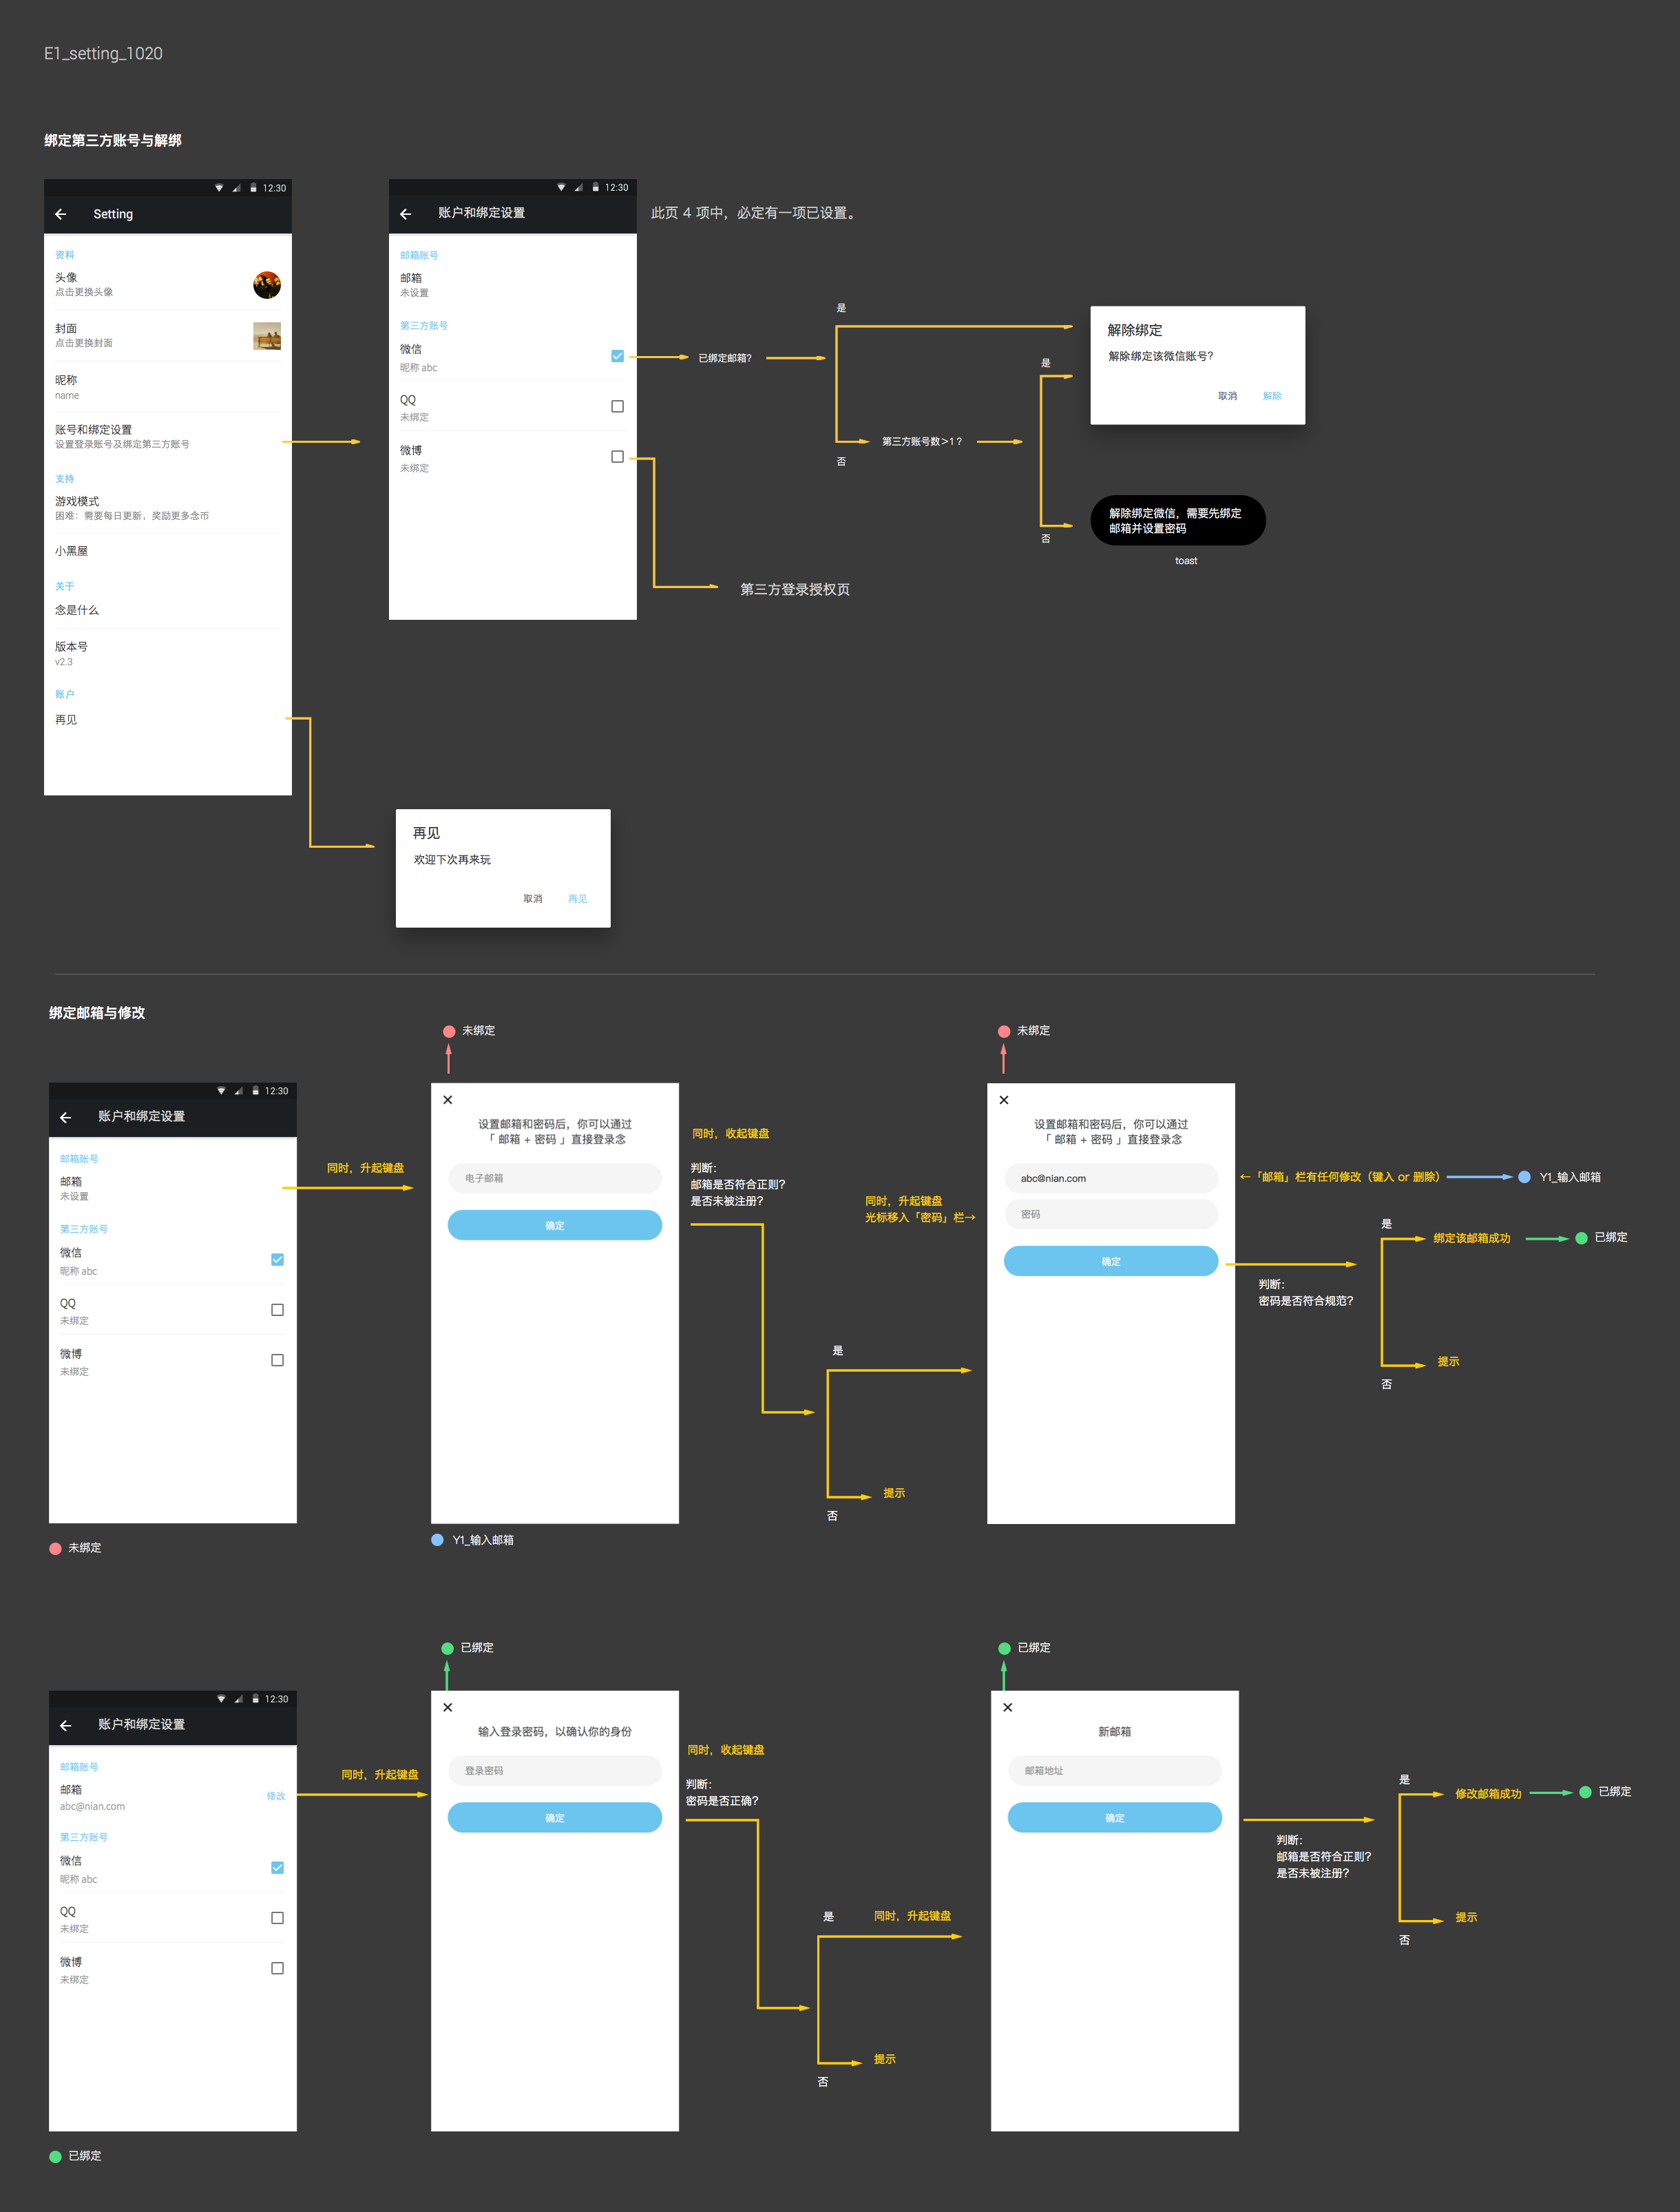 E1_setting_1020
绑定第三方账号与解绑
12:30
Setting
资料
头像
点击更换头像
封面
点击更换封面
昵称
name
账号和绑定设置
设置登录账号及绑定第三方账号
支持
游戏模式
困难：需要每日更新，奖励更多念币
小黑屋
关于
念是什么
版本号
v2.3
账户
再见
12:30
账户和绑定设置
邮箱账号
邮箱
未设置
第三方账号
微信
昵称 abc
QQ
未绑定
微博
未绑定
此页 4 项中，必定有一项已设置。
已绑定邮箱？
是
否
第三方账号数＞1？
是
否
解除绑定
解除绑定该微信账号？
取消
解除
解除绑定微信，需要先绑定
邮箱并设置密码
toast
第三方登录授权页
再见
欢迎下次再来玩
取消
再见
绑定邮箱与修改
12:30
账户和绑定设置
邮箱账号
邮箱
未设置
第三方账号
微信
昵称 abc
QQ
未绑定
微博
未绑定
未绑定
同时，升起键盘
未绑定
设置邮箱和密码后，你可以通过
「 邮箱 + 密码 」直接登录念
电子邮箱
确定
Y1_输入邮箱
同时，收起键盘
判断：
邮箱是否符合正则？
是否未被注册？
是
否
提示
同时，升起键盘
光标移入「密码」栏→
未绑定
设置邮箱和密码后，你可以通过
「 邮箱 + 密码 」直接登录念
abc@nian.com
密码
确定
←「邮箱」栏有任何修改（键入 or 删除）
Y1_输入邮箱
判断：
密码是否符合规范？
是
绑定该邮箱成功
已绑定
否
提示
12:30
账户和绑定设置
邮箱账号
邮箱
abc@nian.com
修改
第三方账号
微信
昵称 abc
QQ
未绑定
微博
未绑定
已绑定
同时，升起键盘
已绑定
输入登录密码，以确认你的身份
登录密码
确定
同时，收起键盘
判断：
密码是否正确？
是
同时，升起键盘
否
提示
已绑定
新邮箱
邮箱地址
确定
判断：
邮箱是否符合正则？
是否未被注册？
是
修改邮箱成功
已绑定
否
提示